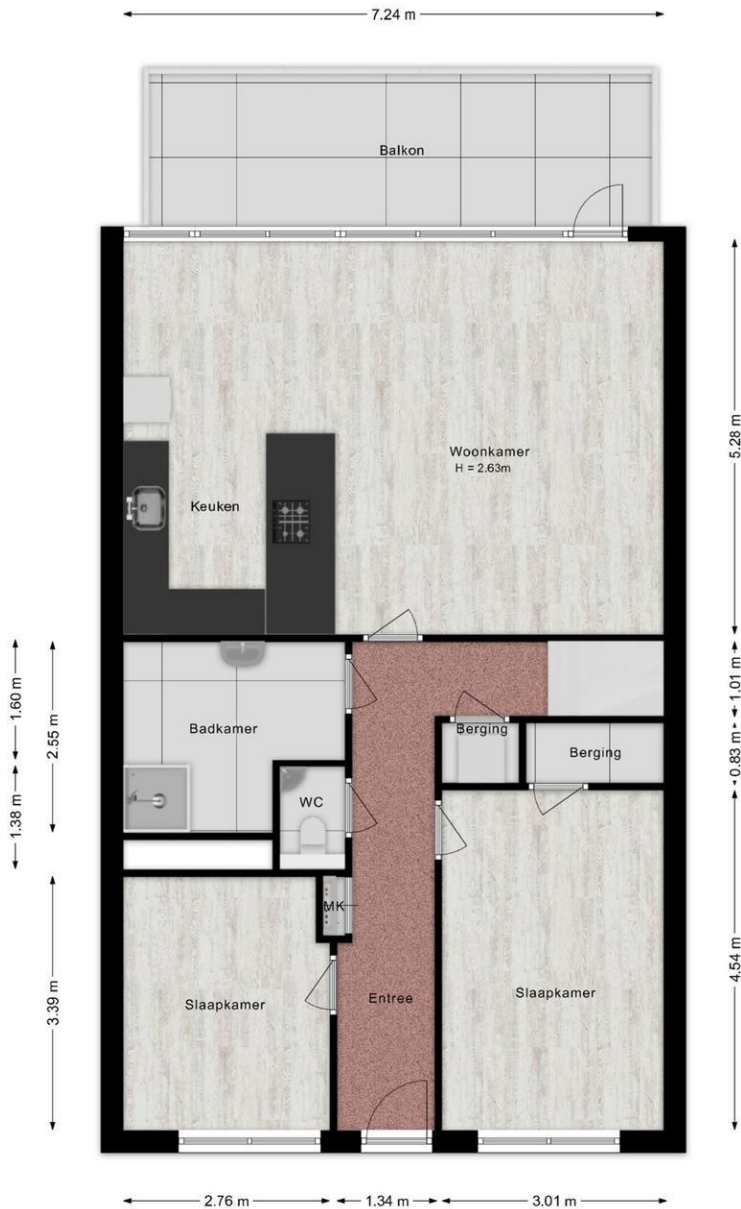 7.24 m
Balkon
Woonkamer
H = 2.63m
Keuken
5.28 m
1.60 m
2.55 m
1.38 m
3.39 m
1.01 m
0.83 m
4.54 m
Badkamer
Berging
Berging
WC
MK
Slaapkamer
Entree
Slaapkamer
2.76 m
1.34 m
3.01 m